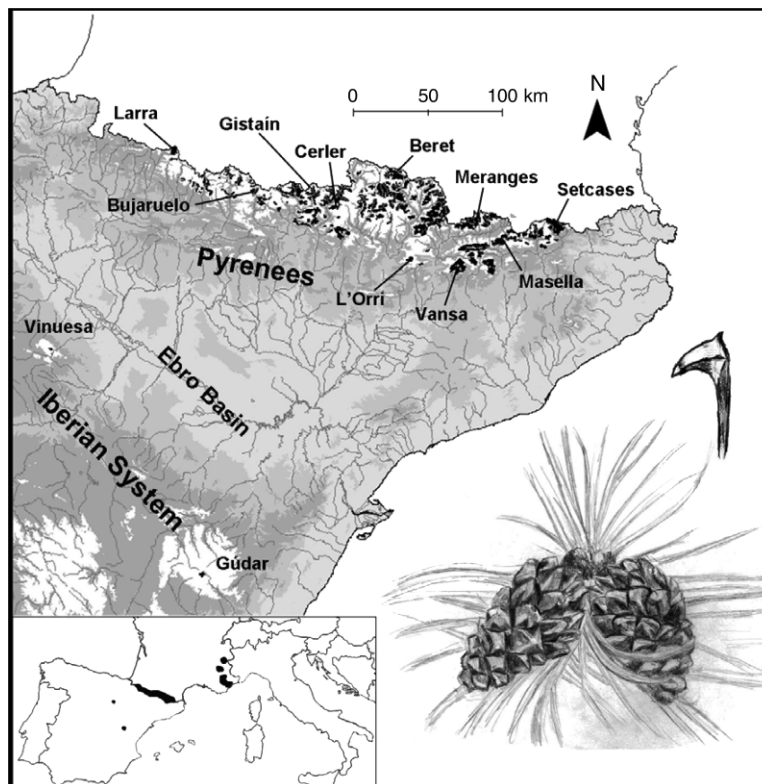 N
0 50 100 km
Larra
Gistaín
Cerler
Beret
Meranges
Setcases
Bujaruelo
Pyrenees
L'Orri
Vansa
Masella
Vinuesa
Ebro Basin
Iberian System
Gúdar